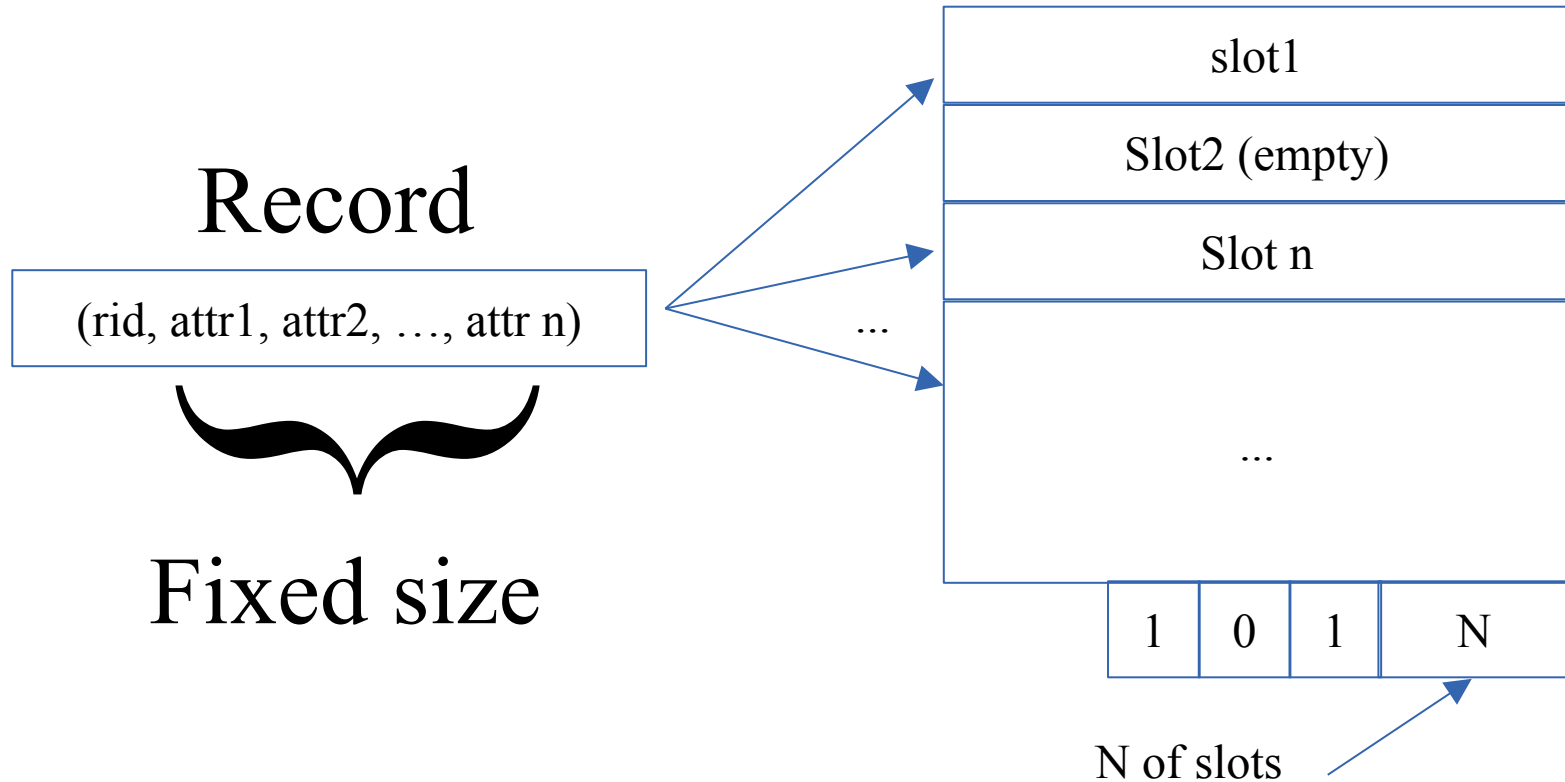 Record
(rid, attr1, attr2, …, attr n)
Fixed size
...
slot1
Slot2 (empty)
Slot n
...
1 0 1 N
N of slots